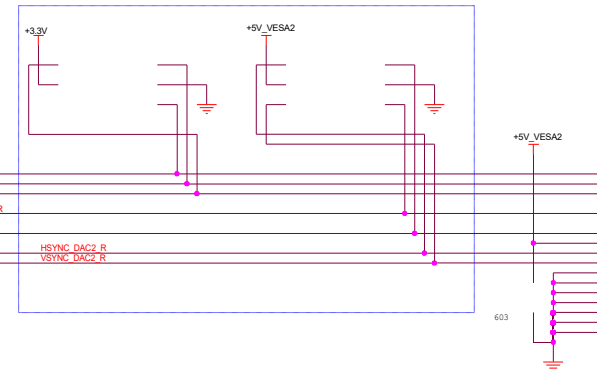 +3.3V
+5V_VESA2
+5V_VESA2
R
HSYNC_DAC2_R
VSYNC_DAC2_R
603